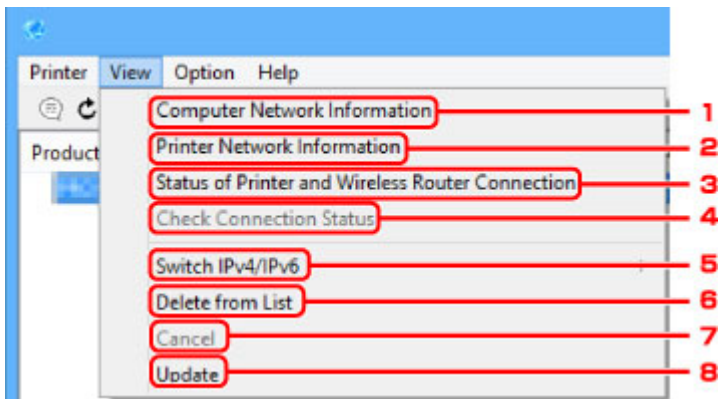 Printer View Option Help
Computer Network Information 1
Product Printer Network Information 2
Status of Printer and Wireless Router Connection 3
Check Connection Status 4
Switch IPv4/IPv6 5
Delete from List 6
Cancel 7
Update 8